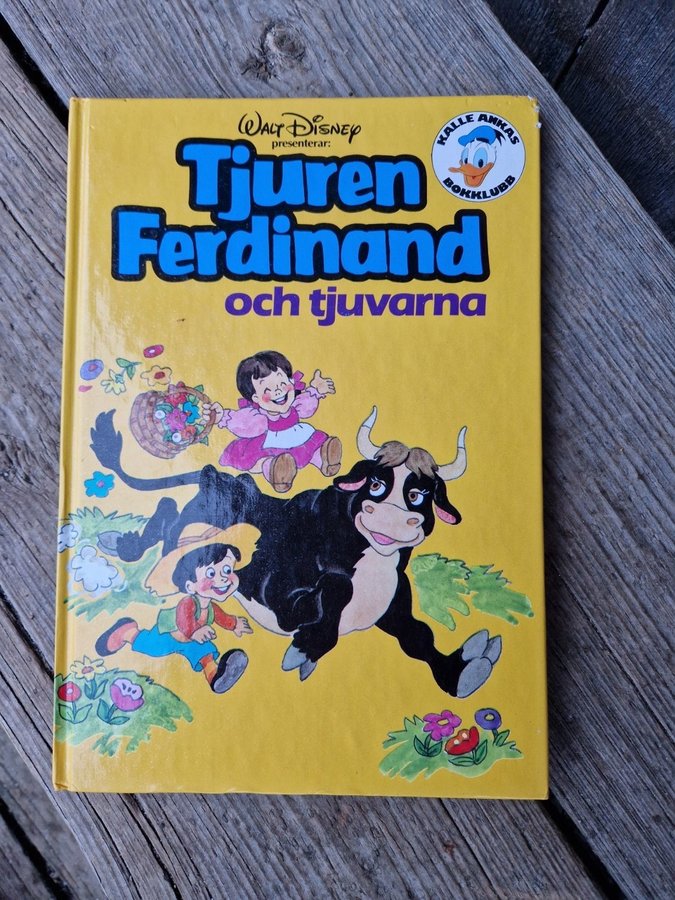 WALT DISNEY
presenterar:
KALLE ANKAS
BOKKLUBB
Tjuren
Ferdinand
och tjuvarna